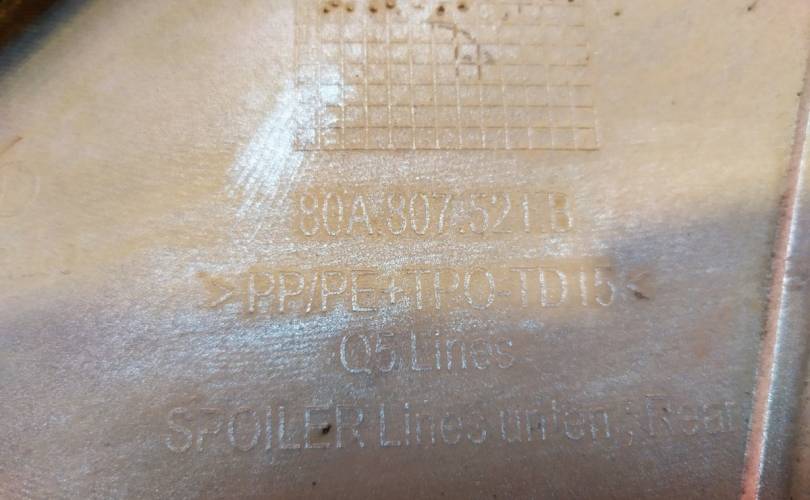 80A.807.521.B
>PP/PE+TPO-TD15<
Q5 Lines
SPOILER Lines unten ; Rear